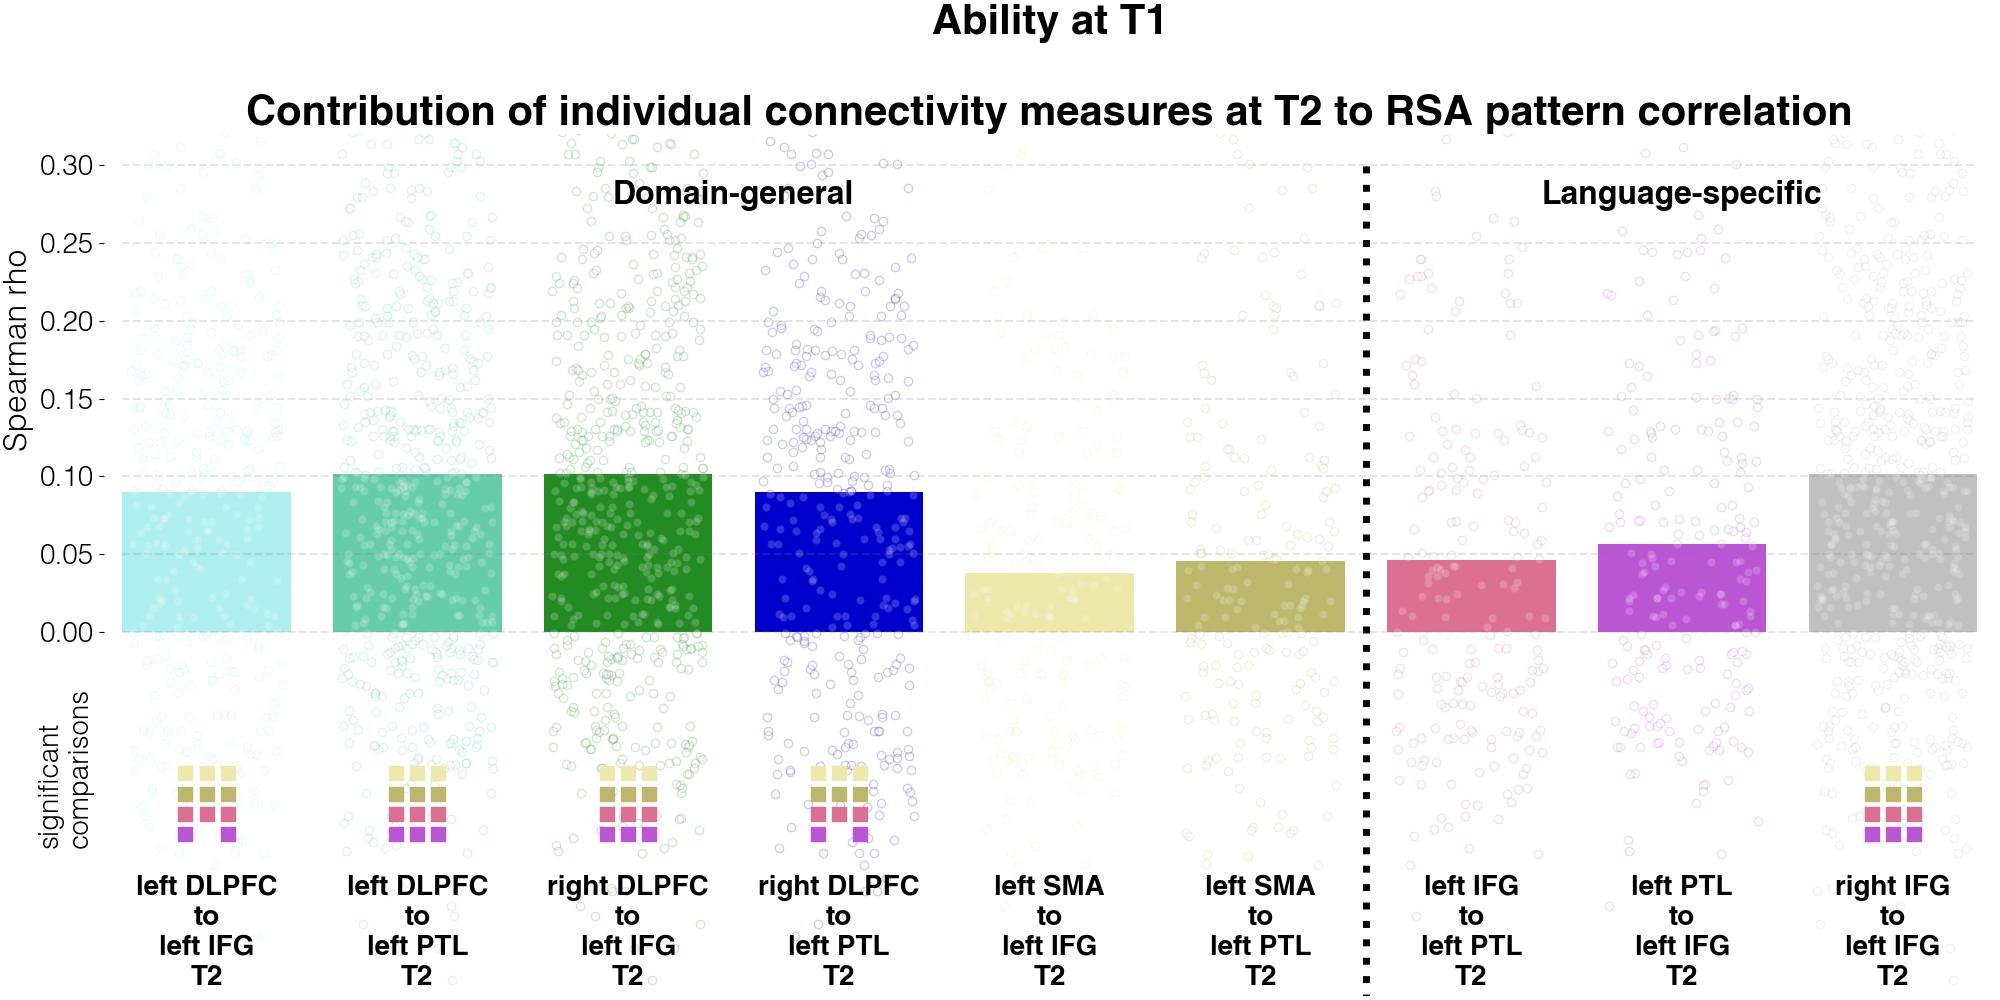 Ability at T1
Contribution of individual connectivity measures at T2 to RSA pattern correlation
Domain-general
Language-specific
Spearman rho
0.30
0.25
0.20
0.15
0.10
0.05
0.00
significant
comparisons
left DLPFC
to
left IFG
T2
left DLPFC
to
left PTL
T2
right DLPFC
to
left IFG
T2
right DLPFC
to
left PTL
T2
left SMA
to
left IFG
T2
left SMA
to
left PTL
T2
left IFG
to
left PTL
T2
left PTL
to
left IFG
T2
right IFG
to
left IFG
T2